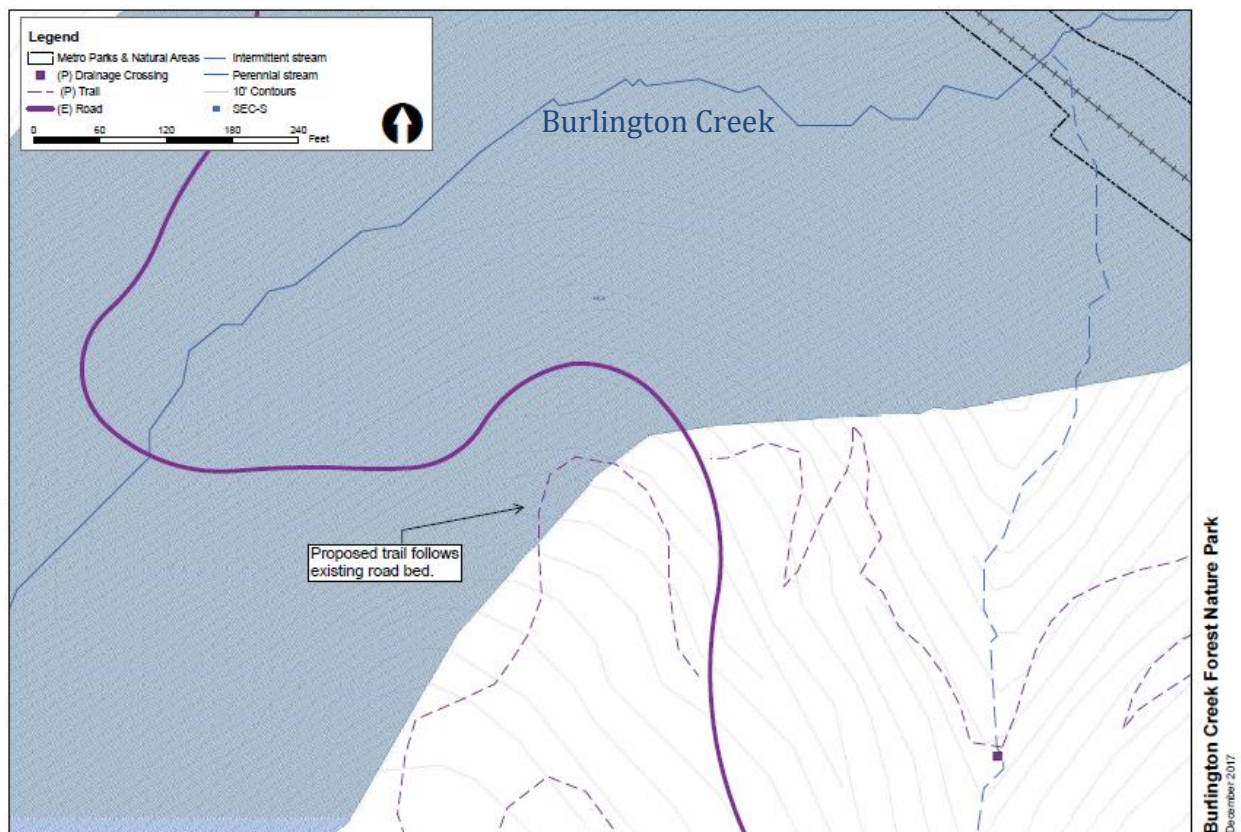 Legend
Metro Parks & Natural Areas
Intermittent stream
(P) Drainage Crossing
Perennial stream
(P) Trail
10' Contours
(E) Road
SEC-S
0 60 120 180 240
Feet
Burlington Creek
Proposed trail follows
existing road bed.
Burlington Creek Forest Nature Park
December 2017